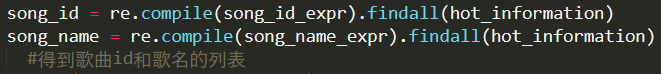 song_id = re.compile(song_id_expr).findall(hot_information)
song_name = re.compile(song_name_expr).findall(hot_information)
#得到歌曲id和歌名的列表